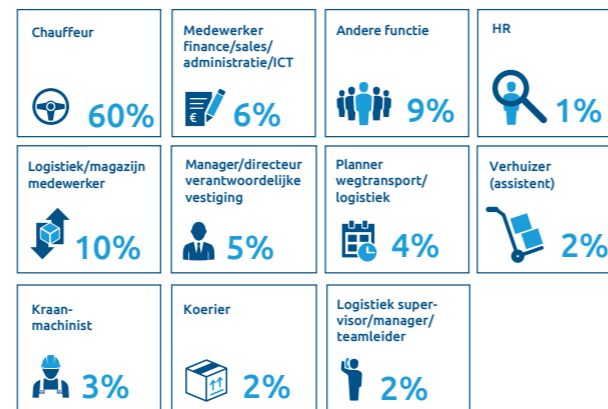 Chauffeur
60%
Medewerker
finance/sales/
administratie/ICT
€
6%
Andere functie
9%
HR
1%
Logistiek/magazijn
medewerker
10%
Manager/directeur
verantwoordelijke
vestiging
5%
Planner
wegtransport/
logistiek
4%
Verhuizer
(assistent)
2%
Kraan-
machinist
3%
Koerier
2%
Logistiek super-
visor/manager/
teamleider
2%